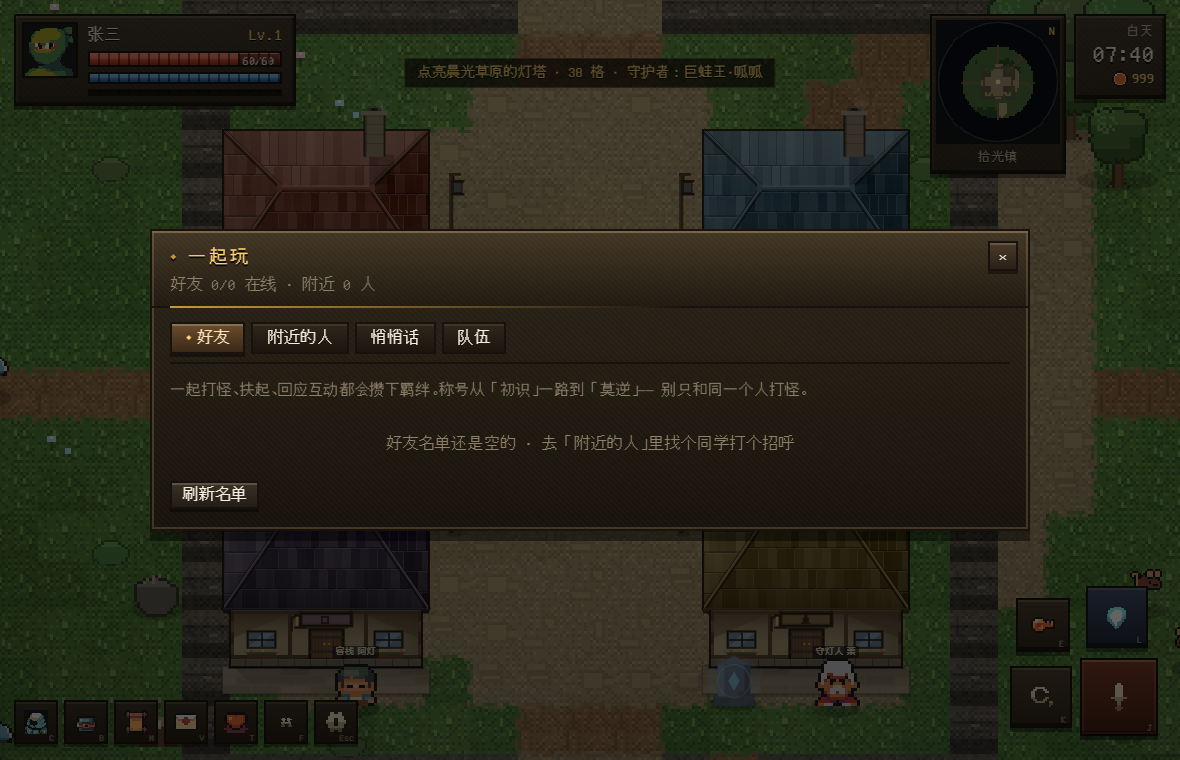 张三
Lv.1
60/60
点亮晨光草原的灯塔 · 38 格 · 守护者：巨蛙王·呱呱
N
拾光镇
白天
07:40
999
一起玩
×
好友 0/0 在线 · 附近 0 人
好友
附近的人
悄悄话
队伍
一起打怪、扶起、回应互动都会攒下羁绊。称号从「初识」一路到「莫逆」— 别只和同一个人打怪。
好友名单还是空的 · 去「附近的人」里找个同学打个招呼
刷新名单
守灯人 莱
E
L
K
J
C
B
M
V
T
F
Esc